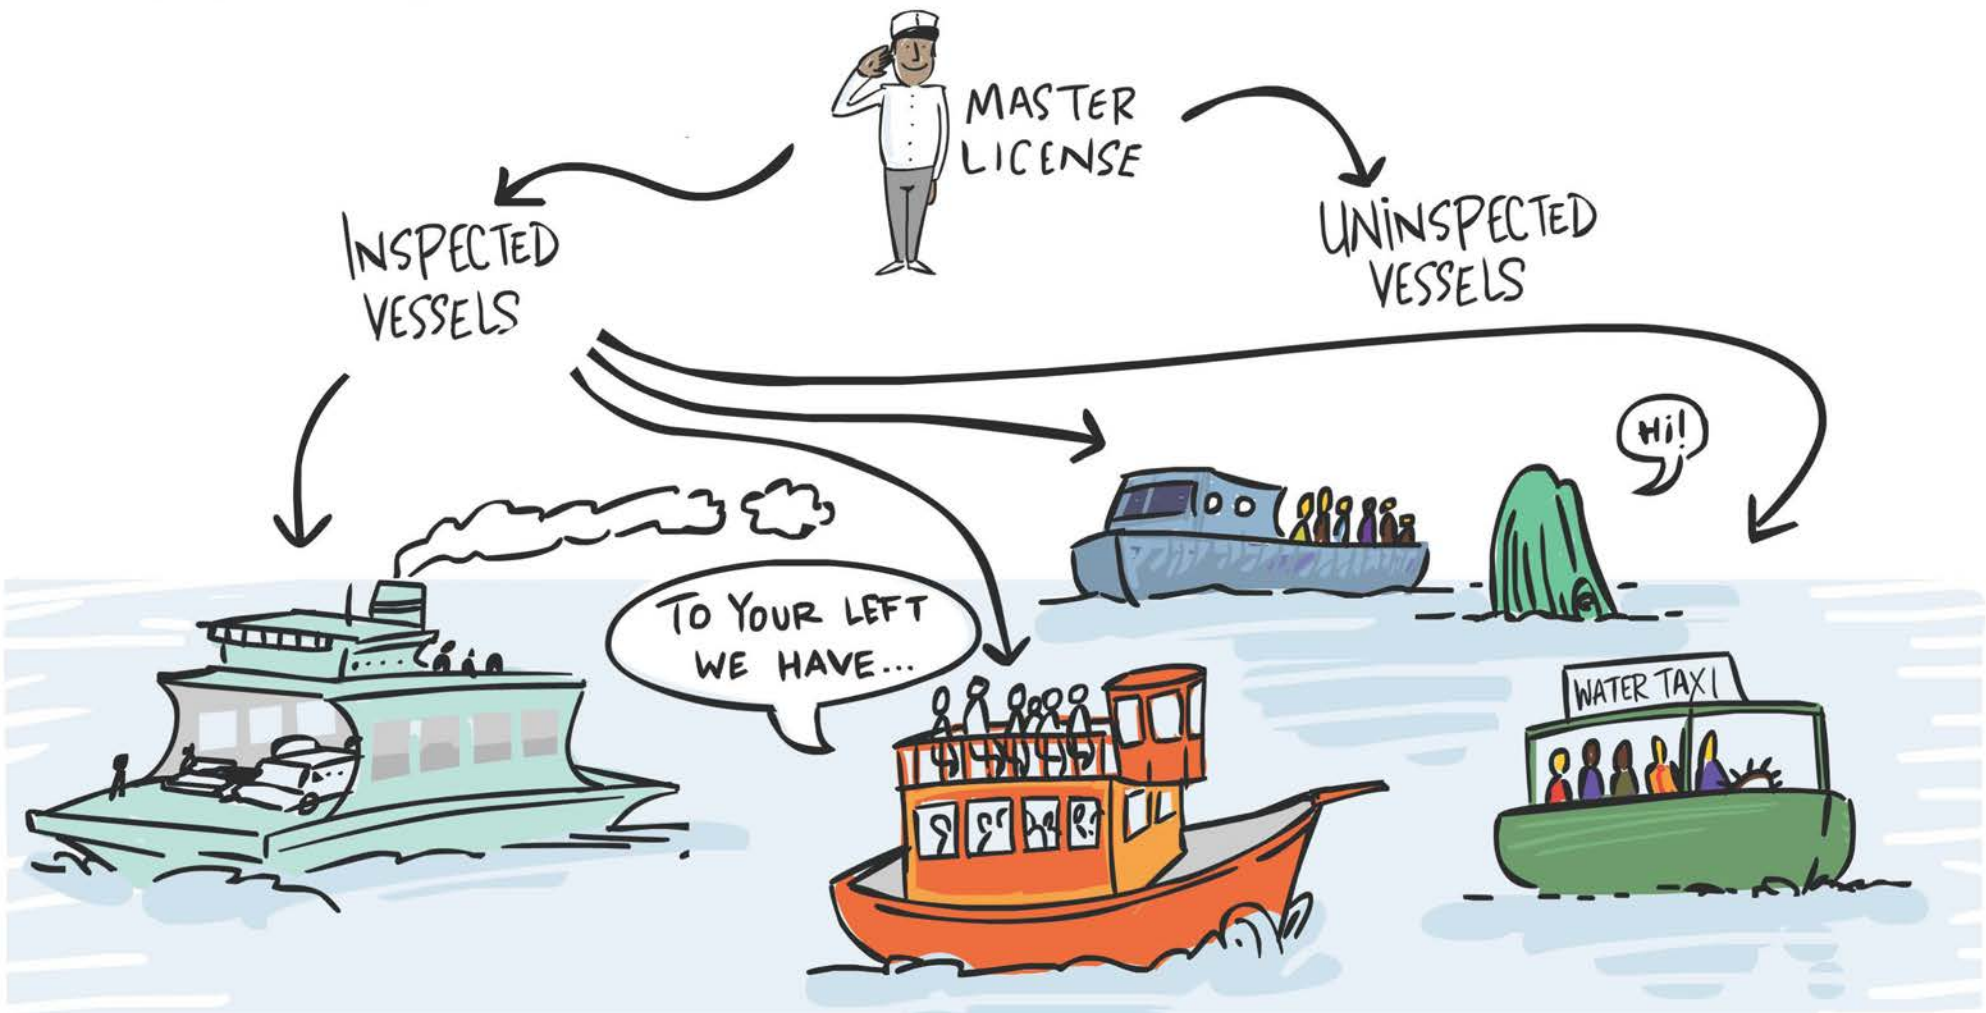 MASTER
LICENSE
INSPECTED
VESSELS
UNINSPECTED
VESSELS
Hi!
TO YOUR LEFT
WE HAVE...
WATER TAXI